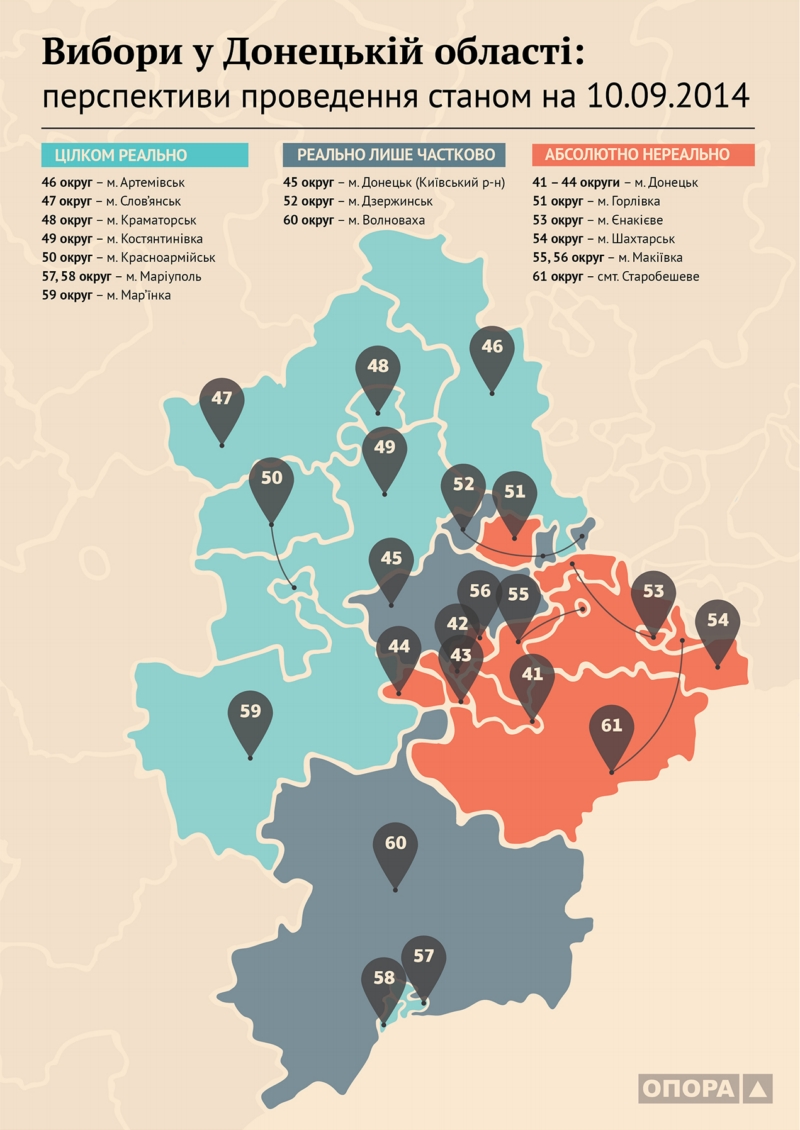 Вибори у Донецькій області:
перспективи проведення станом на 10.09.2014
ЦІЛКОМ РЕАЛЬНО
46 округ – м. Артемівськ
47 округ – м. Слов'янськ
48 округ – м. Краматорськ
49 округ – м. Костянтинівка
50 округ – м. Красноармійськ
57, 58 округ – м. Маріуполь
59 округ – м. Мар'їнка
РЕАЛЬНО ЛИШЕ ЧАСТКОВО
45 округ – м. Донецьк (Київський р-н)
52 округ – м. Дзержинськ
60 округ – м. Волноваха
АБСОЛЮТНО НЕРЕАЛЬНО
41 – 44 округи – м. Донецьк
51 округ – м. Горлівка
53 округ – м. Єнакієве
54 округ – м. Шахтарськ
55, 56 округ – м. Макіївка
61 округ – смт. Старобешеве
46
48
47
49
50
52
51
45
56
55
53
42
54
44
43
41
59
61
60
57
58
ОПОРА